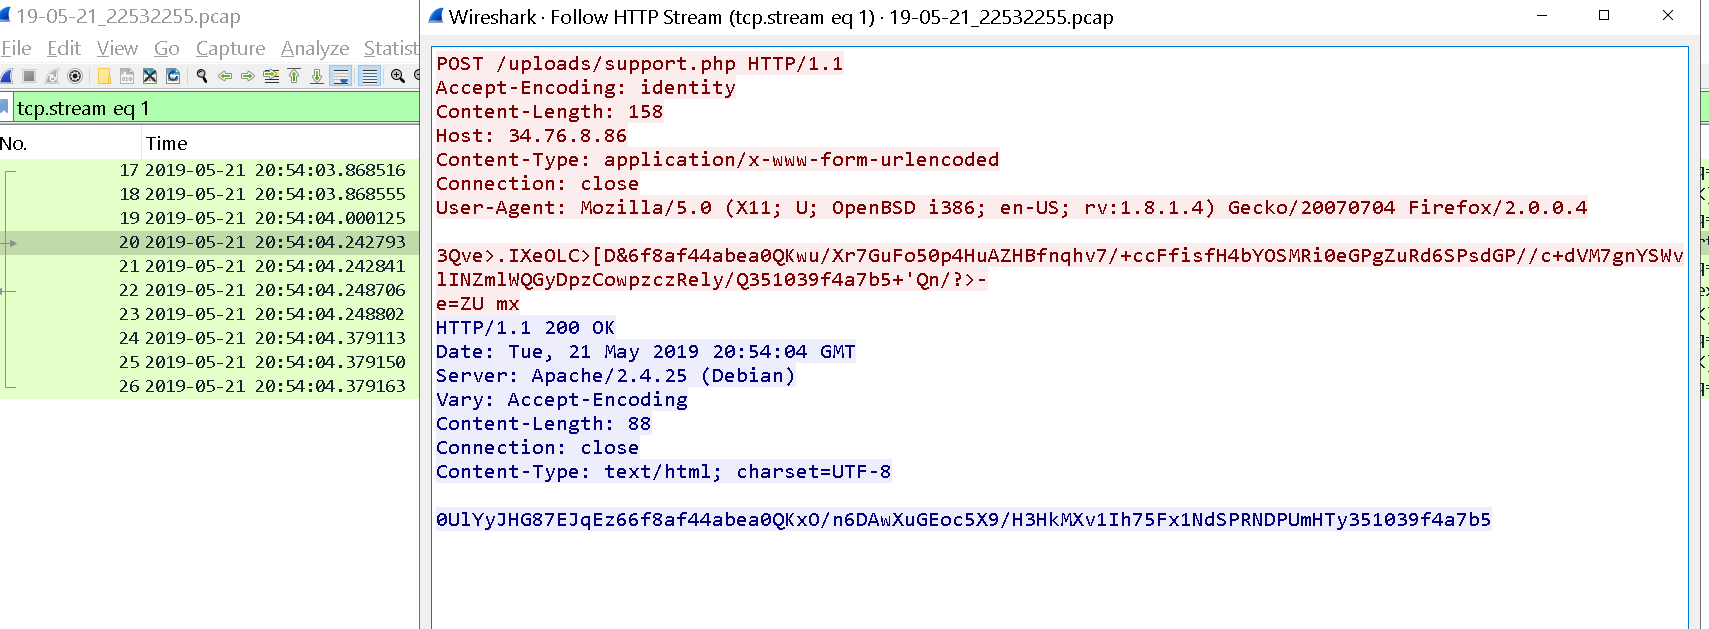 19-05-21_22532255.pcap
File Edit View Go Capture Analyze Statist
tcp.stream eq 1
No. Time
17 2019-05-21 20:54:03.868516
18 2019-05-21 20:54:03.868555
19 2019-05-21 20:54:04.000125
20 2019-05-21 20:54:04.242793
21 2019-05-21 20:54:04.242841
22 2019-05-21 20:54:04.248706
23 2019-05-21 20:54:04.248802
24 2019-05-21 20:54:04.379113
25 2019-05-21 20:54:04.379150
26 2019-05-21 20:54:04.379163
Wireshark · Follow HTTP Stream (tcp.stream eq 1) · 19-05-21_22532255.pcap
POST /uploads/support.php HTTP/1.1
Accept-Encoding: identity
Content-Length: 158
Host: 34.76.8.86
Content-Type: application/x-www-form-urlencoded
Connection: close
User-Agent: Mozilla/5.0 (X11; U; OpenBSD i386; en-US; rv:1.8.1.4) Gecko/20070704 Firefox/2.0.0.4
3Qve>.IXeOLC>[D&6f8af44abea0QKwu/Xr7GuFo50p4HuAZHBfnqhv7/+ccFfisfH4bYOSMRi0eGPgZuRd6SPsdGP//c+dVM7gnYSWv
lINZmlWQGyDpzCowpzczRely/Q351039f4a7b5+'Qn/?>-
e=ZU mx
HTTP/1.1 200 OK
Date: Tue, 21 May 2019 20:54:04 GMT
Server: Apache/2.4.25 (Debian)
Vary: Accept-Encoding
Content-Length: 88
Connection: close
Content-Type: text/html; charset=UTF-8
0UlYyJHG87EJqEz66f8af44abea0QKxO/n6DAwXuGEoc5X9/H3HkMXv1Ih75Fx1NdSPRNDPUmHTy351039f4a7b5